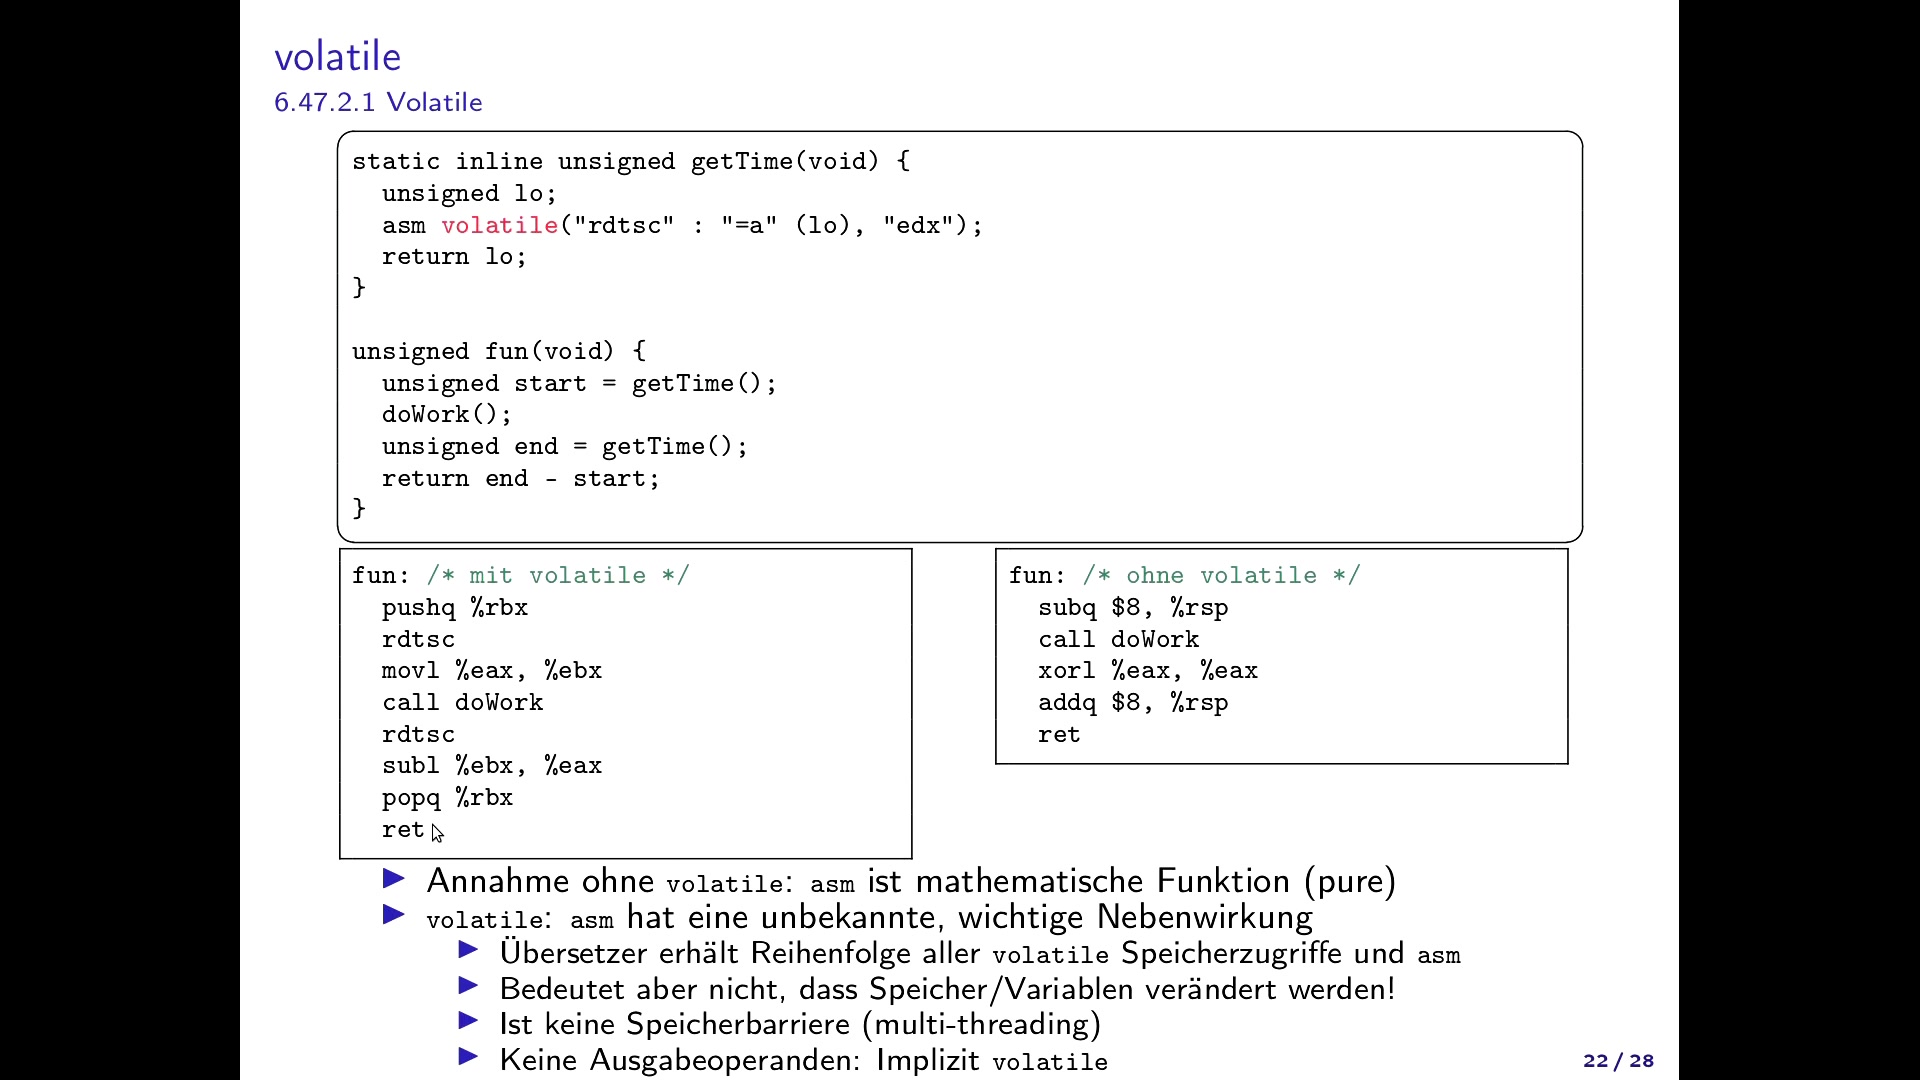 volatile
6.47.2.1 Volatile
static inline unsigned getTime(void) {
  unsigned lo;
  asm volatile("rdtsc" : "=a" (lo), "edx");
  return lo;
}
unsigned fun(void) {
  unsigned start = getTime();
  doWork();
  unsigned end = getTime();
  return end - start;
}
fun: /* mit volatile */
  pushq %rbx
  rdtsc
  movl %eax, %ebx
  call doWork
  rdtsc
  subl %ebx, %eax
  popq %rbx
  ret
fun: /* ohne volatile */
  subq $8, %rsp
  call doWork
  xorl %eax, %eax
  addq $8, %rsp
  ret
▶ Annahme ohne volatile: asm ist mathematische Funktion (pure)
▶ volatile: asm hat eine unbekannte, wichtige Nebenwirkung
▶ Übersetzer erhält Reihenfolge aller volatile Speicherzugriffe und asm
▶ Bedeutet aber nicht, dass Speicher/Variablen verändert werden!
▶ Ist keine Speicherbarriere (multi-threading)
▶ Keine Ausgabeoperanden: Implizit volatile
22 / 28